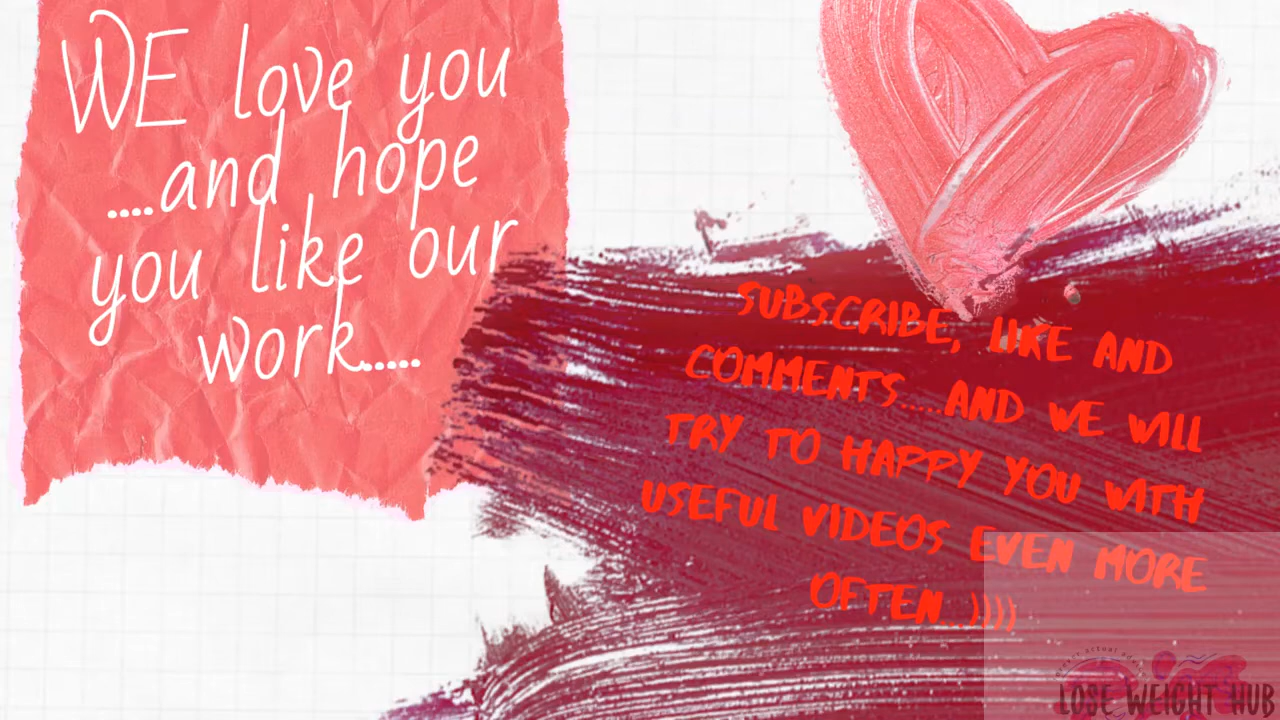 WE love you
....and hope
you like our
work.....
SUBSCRIBE, LIKE AND
COMMENTS.....AND WE WILL
TRY TO HAPPY YOU WITH
USEFUL VIDEOS EVEN MORE
OFTEN...))))
LOSE WEIGHT HUB